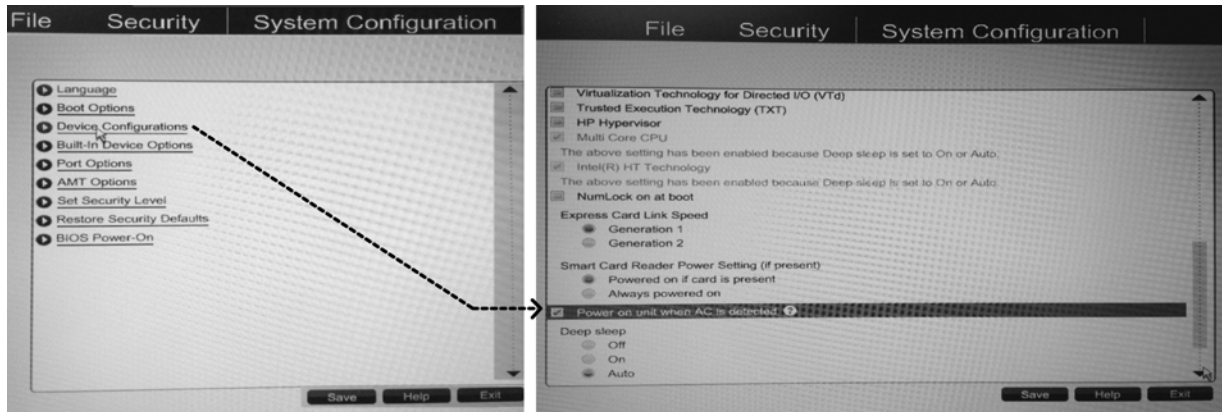 File Security System Configuration
Language
Boot Options
Device Configurations
Built-In Device Options
Port Options
AMT Options
Set Security Level
Restore Security Defaults
BIOS Power-On
Save Help Exit
File Security System Configuration
Virtualization Technology for Directed I/O (VTd)
Trusted Execution Technology (TXT)
HP Hypervisor
Multi Core CPU
The above setting has been enabled because Deep sleep is set to On or Auto.
Intel(R) HT Technology
The above setting has been enabled because Deep sleep is set to On or Auto.
NumLock on at boot
Express Card Link Speed
Generation 1
Generation 2
Smart Card Reader Power Setting (if present)
Powered on if card is present
Always powered on
Power on unit when AC is detected ?
Deep sleep
Off
On
Auto
Save Help Exit